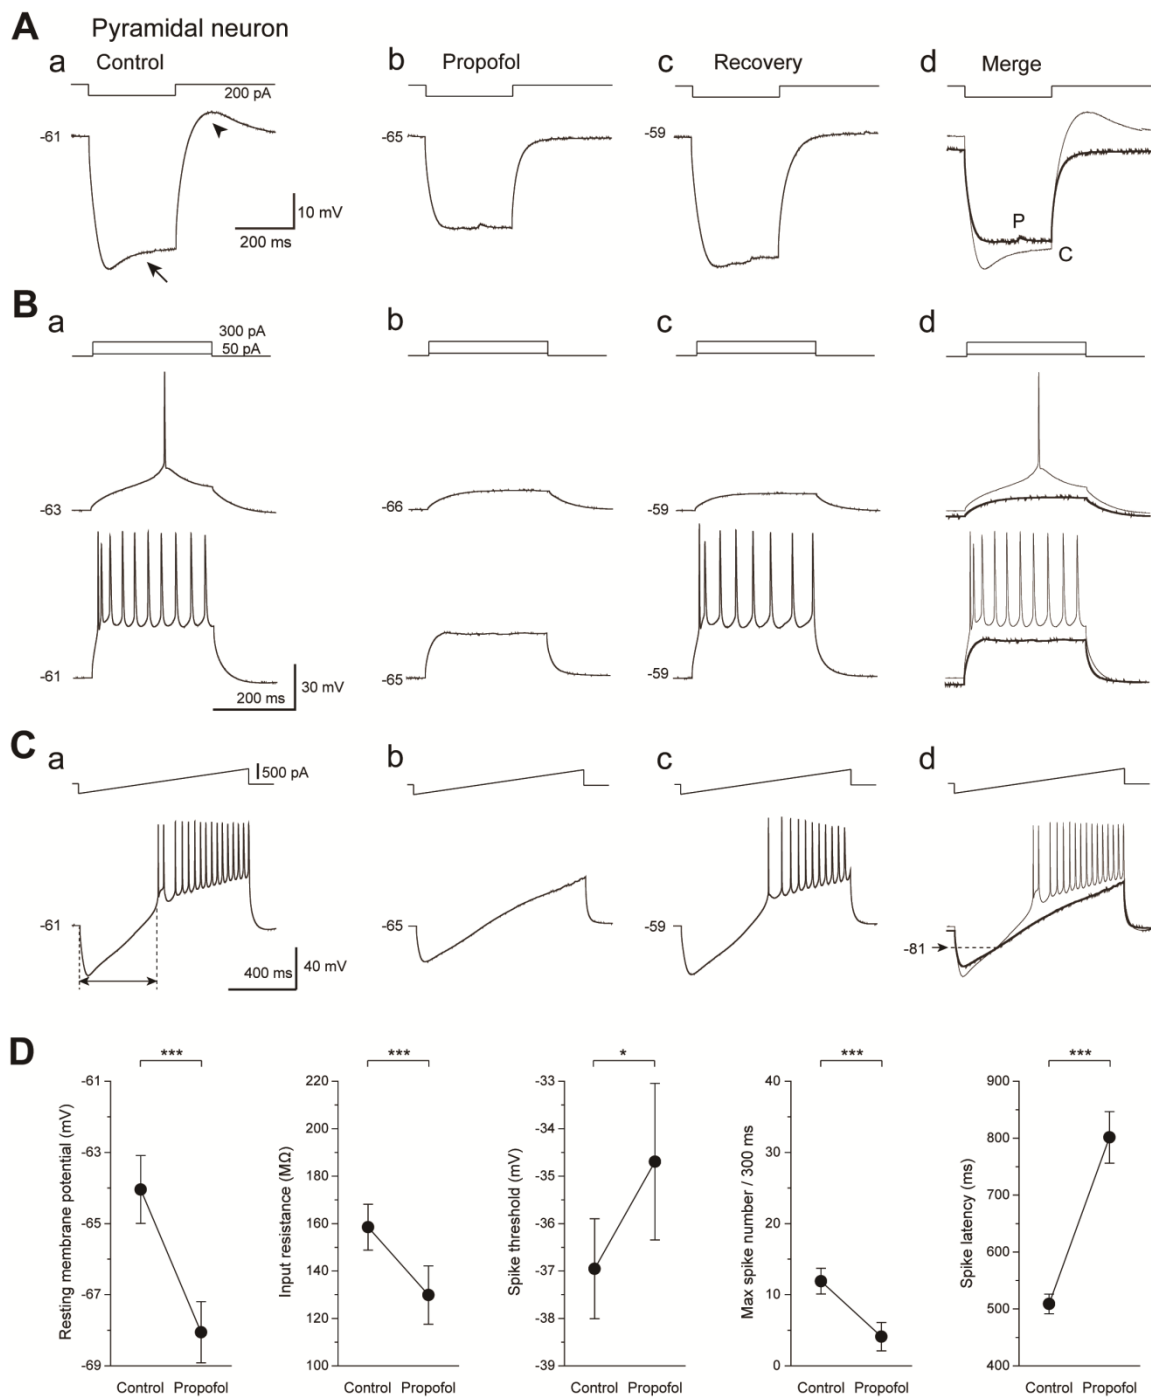 A Pyramidal neuron
a Control
b Propofol
c Recovery
d Merge
200 pA
-61
-65
-59
10 mV
200 ms
P
C
B
a
b
c
d
300 pA
50 pA
-63
-66
-59
-61
-65
-59
200 ms
30 mV
C
a
b
c
d
500 pA
-61
-65
-59
-81
400 ms
40 mV
D
***
***
*
***
***
Resting membrane potential (mV)
-61
-63
-65
-67
-69
Control Propofol
Input resistance (MΩ)
220
200
180
160
140
120
100
Control Propofol
Spike threshold (mV)
-33
-34
-35
-36
-37
-38
-39
Control Propofol
Max spike number / 300 ms
40
30
20
10
0
Control Propofol
Spike latency (ms)
900
800
700
600
500
400
Control Propofol